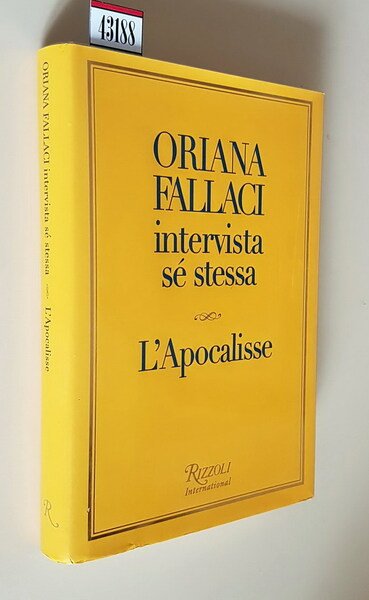 43188
ORIANA
FALLACI
intervista
sé stessa
L'Apocalisse
RIZZOLI
International
ORIANA FALLACI intervista sé stessa L'Apocalisse
R